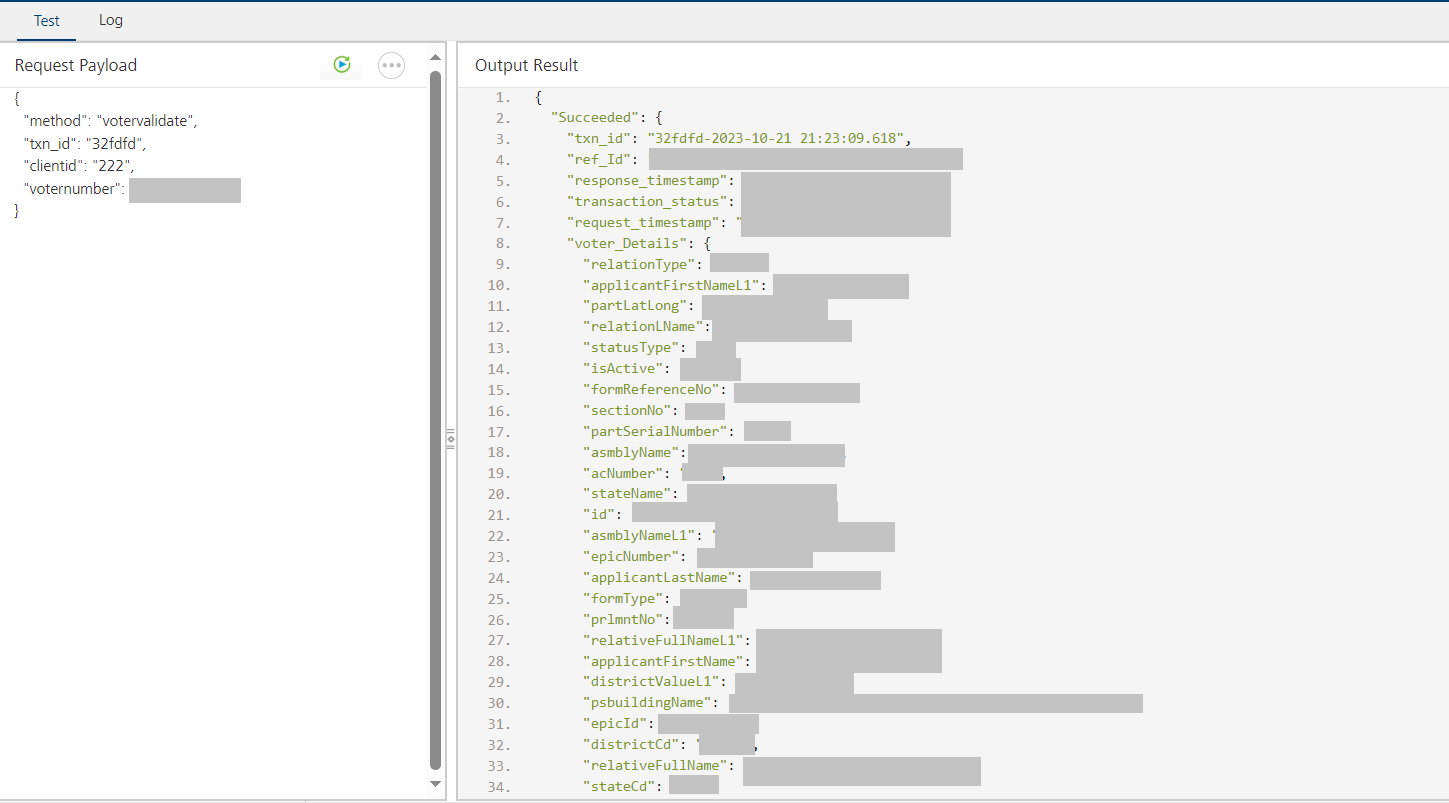 Test
Log
Request Payload
{
"method": "votervalidate",
"txn_id": "32fdfd",
"clientid": "222",
"voternumber":
}
Output Result
1. {
2. "Succeeded": {
3. "txn_id": "32fdfd-2023-10-21 21:23:09.618",
4. "ref_Id":
5. "response_timestamp":
6. "transaction_status":
7. "request_timestamp": "
8. "voter_Details": {
9. "relationType":
10. "applicantFirstNameL1":
11. "partLatLong":
12. "relationLName":
13. "statusType":
14. "isActive":
15. "formReferenceNo":
16. "sectionNo":
17. "partSerialNumber":
18. "asmblyName":
19. "acNumber": ",
20. "stateName":
21. "id":
22. "asmblyNameL1": "
23. "epicNumber":
24. "applicantLastName":
25. "formType":
26. "prlmntNo":
27. "relativeFullNameL1":
28. "applicantFirstName":
29. "districtValueL1":
30. "psbuildingName":
31. "epicId":
32. "districtCd": ",
33. "relativeFullName":
34. "stateCd":